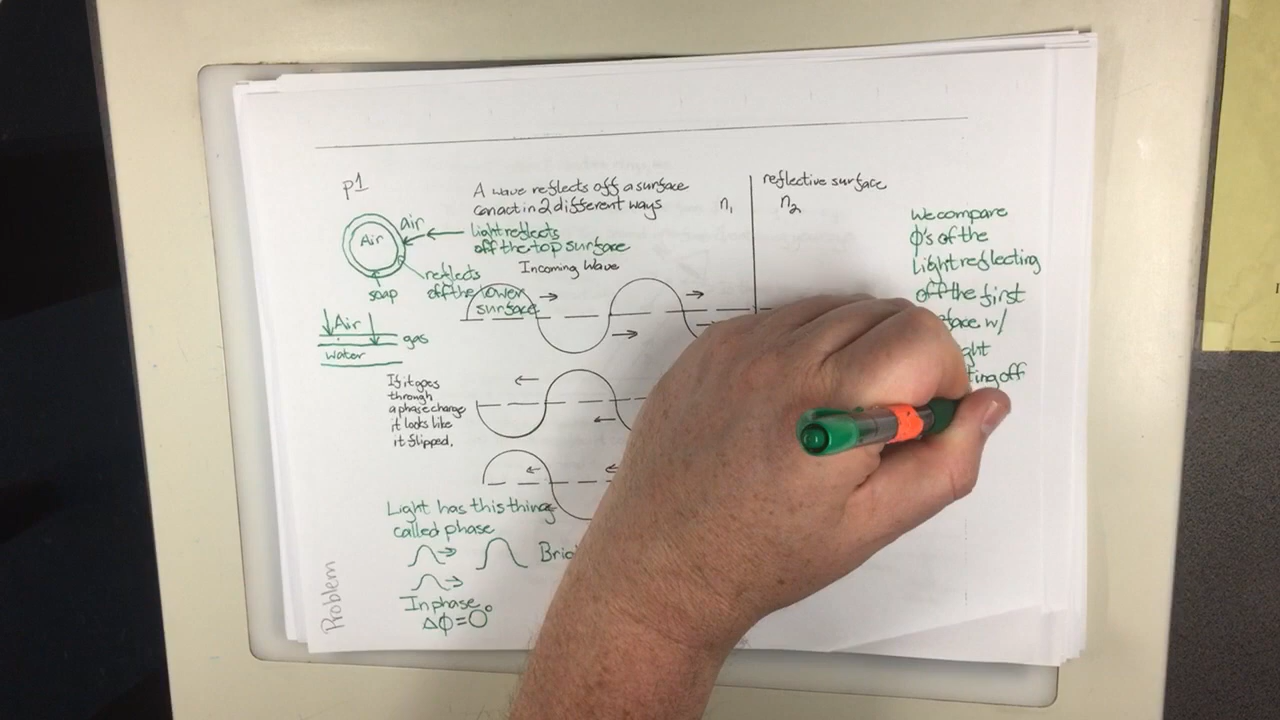 p1
A wave reflects off a surface
can act in 2 different ways
reflective surface
n1
n2
Air
air
light reflects
off the top surface
reflects
off the lower
surface
soap
Incoming Wave
Air
gas
water
If it goes
through
a phase change
it looks like
it flipped.
Light has this thing
called phase
In phase
Δϕ=0°
We compare
ϕ's of the
Light reflecting
off the first
w/
off
Problem